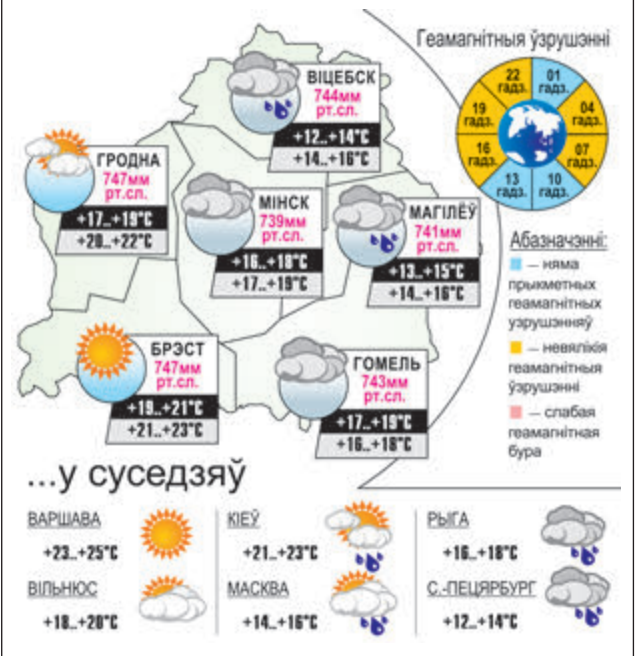 Геамагнітныя ўзрушэнні
22
гадз.
01
гадз.
19
гадз.
04
гадз.
16
гадз.
07
гадз.
13
гадз.
10
гадз.
ВІЦЕБСК
744мм
рт.сл.
+12..+14°C
+14..+16°C
ГРОДНА
747мм
рт.сл.
+17..+19°C
+20..+22°C
МІНСК
739мм
рт.сл.
+16..+18°C
+17..+19°C
МАГІЛЁЎ
741мм
рт.сл.
+13..+15°C
+14..+16°C
БРЭСТ
747мм
рт.сл.
+19..+21°C
+21..+23°C
ГОМЕЛЬ
743мм
рт.сл.
+17..+19°C
+16..+18°C
Абазначэнні:
— няма
прыкметных
геамагнітных
узрушэнняў
— невялікія
геамагнітныя
ўзрушэнні
— слабая
геамагнітная
бура
...у суседзяў
ВАРШАВА
+23..+25°C
КІЕЎ
+21..+23°C
РЫГА
+16..+18°C
ВІЛЬНЮС
+18..+20°C
МАСКВА
+14..+16°C
С.-ПЕЦЯРБУРГ
+12..+14°C